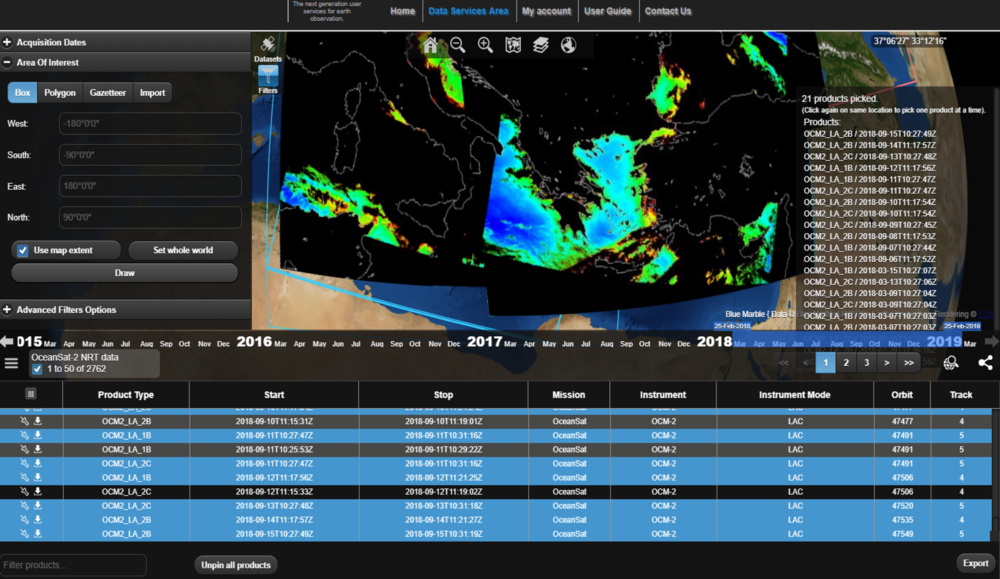 The next generation user
services for earth
observation.
Home
Data Services Area
My account
User Guide
Contact Us
Acquisition Dates
Area Of Interest
Box
Polygon
Gazetteer
Import
West:
-180°0'0"
South:
-90°0'0"
East:
180°0'0"
North:
90°0'0"
Use map extent
Set whole world
Draw
Advanced Filters Options
Datasets
Filters
37°06'27" 33°12'16"
21 products picked.
(Click again on same location to pick one product at a time).
Products:
OCM2_LA_2B / 2018-09-15T10:27:49Z
OCM2_LA_2B / 2018-09-14T11:17:57Z
OCM2_LA_2C / 2018-09-13T10:27:48Z
OCM2_LA_1B / 2018-09-12T11:17:56Z
OCM2_LA_1B / 2018-09-11T10:27:47Z
OCM2_LA_2C / 2018-09-11T10:27:47Z
OCM2_LA_2B / 2018-09-10T11:17:54Z
OCM2_LA_2C / 2018-09-10T11:17:54Z
OCM2_LA_2C / 2018-09-09T10:27:45Z
OCM2_LA_2B / 2018-09-08T11:17:53Z
OCM2_LA_1B / 2018-09-07T10:27:44Z
OCM2_LA_1B / 2018-09-06T11:17:52Z
OCM2_LA_1B / 2018-03-15T10:27:07Z
OCM2_LA_2C / 2018-03-13T10:27:06Z
OCM2_LA_2B / 2018-03-09T10:27:04Z
OCM2_LA_2C / 2018-03-09T10:27:04Z
OCM2_LA_1B / 2018-03-07T10:27:03Z
OCM2_LA_2B / 2018-03-07T10:27:03Z
Blue Marble { Data ©
Rendering © EOX
25-Feb-2018
25-Feb-2019
015 Mar Apr May Jun Jul Aug Sep Oct Nov Dec 2016 Mar Apr May Jun Jul Aug Sep Oct Nov Dec 2017 Mar Apr May Jun Jul Aug Sep Oct Nov Dec 2018 Mar Apr May Jun Jul Aug Sep Oct Nov Dec 2019 Mar
OceanSat-2 NRT data
1 to 50 of 2762
<< < 1 2 3 > >>
Product Type Start Stop Mission Instrument Instrument Mode Orbit Track
OCM2_LA_2B 2018-09-10T11:15:31Z 2018-09-10T11:19:01Z OceanSat OCM-2 LAC 47477 4
OCM2_LA_1B 2018-09-11T10:27:47Z 2018-09-11T10:31:16Z OceanSat OCM-2 LAC 47491 5
OCM2_LA_1B 2018-09-11T10:25:53Z 2018-09-11T10:29:22Z OceanSat OCM-2 LAC 47491 5
OCM2_LA_2C 2018-09-11T10:27:47Z 2018-09-11T10:31:16Z OceanSat OCM-2 LAC 47491 5
OCM2_LA_1B 2018-09-12T11:17:56Z 2018-09-12T11:21:25Z OceanSat OCM-2 LAC 47506 4
OCM2_LA_2C 2018-09-12T11:15:33Z 2018-09-12T11:19:02Z OceanSat OCM-2 LAC 47506 4
OCM2_LA_2C 2018-09-13T10:27:48Z 2018-09-13T10:31:18Z OceanSat OCM-2 LAC 47520 5
OCM2_LA_2B 2018-09-14T11:17:57Z 2018-09-14T11:21:27Z OceanSat OCM-2 LAC 47535 4
OCM2_LA_2B 2018-09-15T10:27:49Z 2018-09-15T10:31:19Z OceanSat OCM-2 LAC 47549 5
Filter products...
Unpin all products
Export